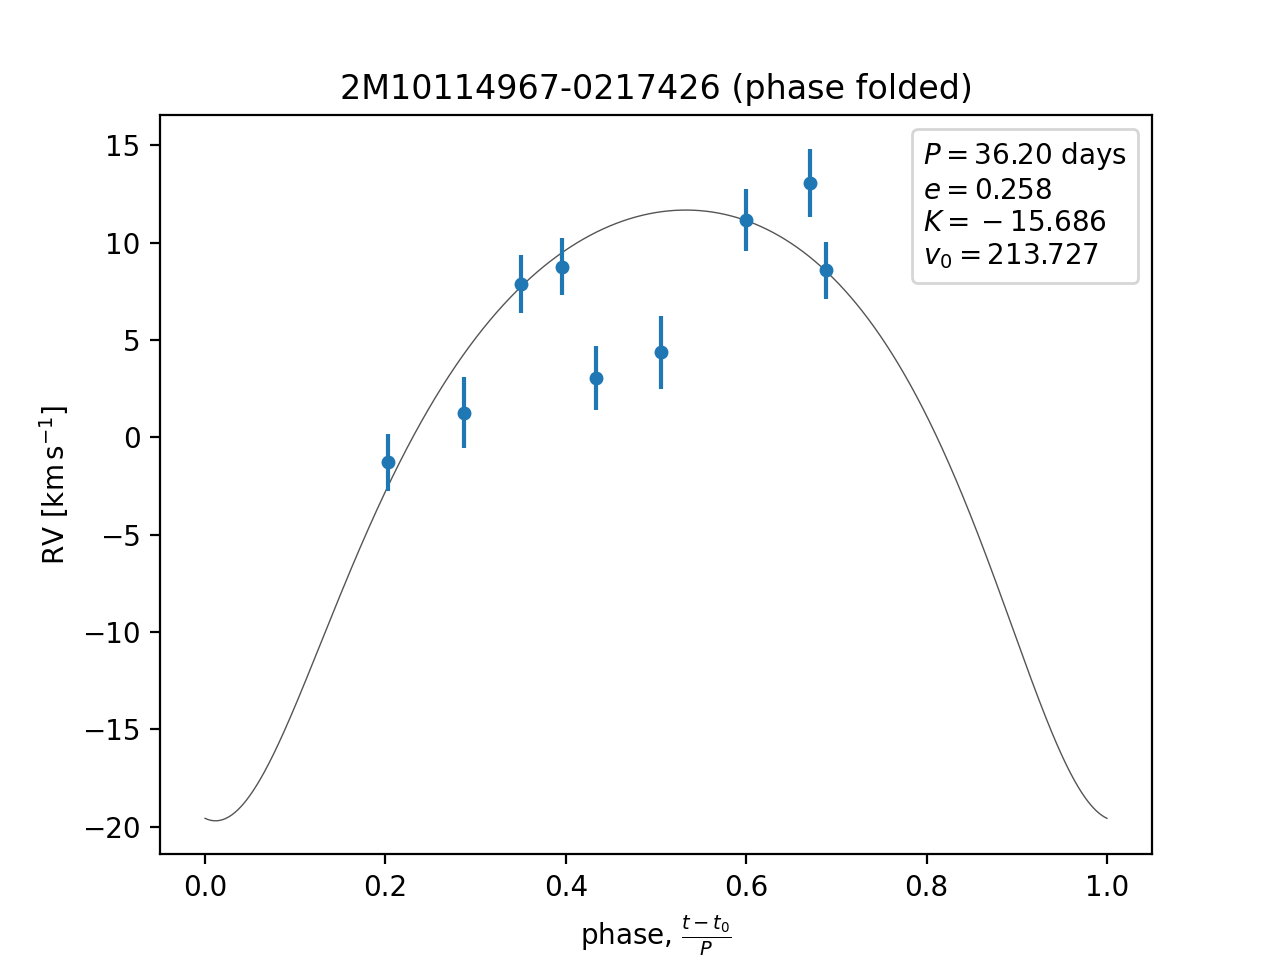 2M10114967-0217426 (phase folded)
P = 36.20 days
e = 0.258
K = −15.686
v₀ = 213.727
RV [km s⁻¹]
15
10
5
0
−5
−10
−15
−20
0.0 0.2 0.4 0.6 0.8 1.0
phase, (t − t₀)/P